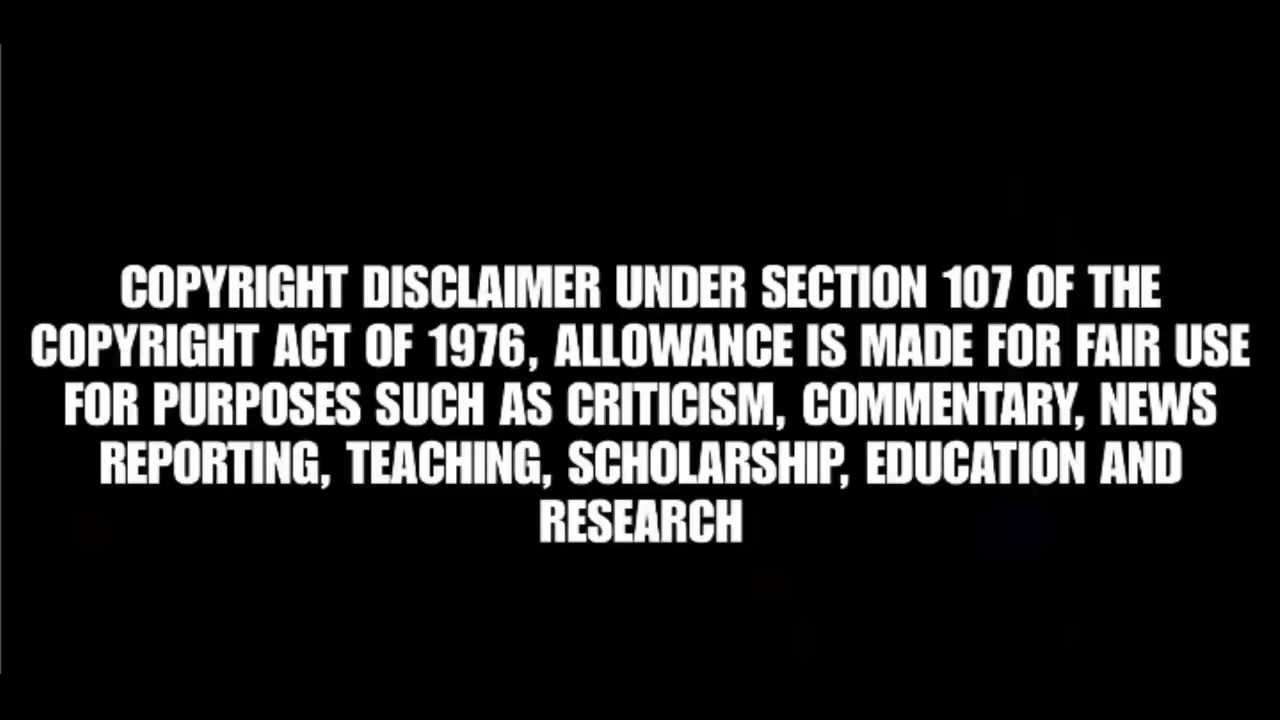 COPYRIGHT DISCLAIMER UNDER SECTION 107 OF THE
COPYRIGHT ACT OF 1976, ALLOWANCE IS MADE FOR FAIR USE
FOR PURPOSES SUCH AS CRITICISM, COMMENTARY, NEWS
REPORTING, TEACHING, SCHOLARSHIP, EDUCATION AND
RESEARCH